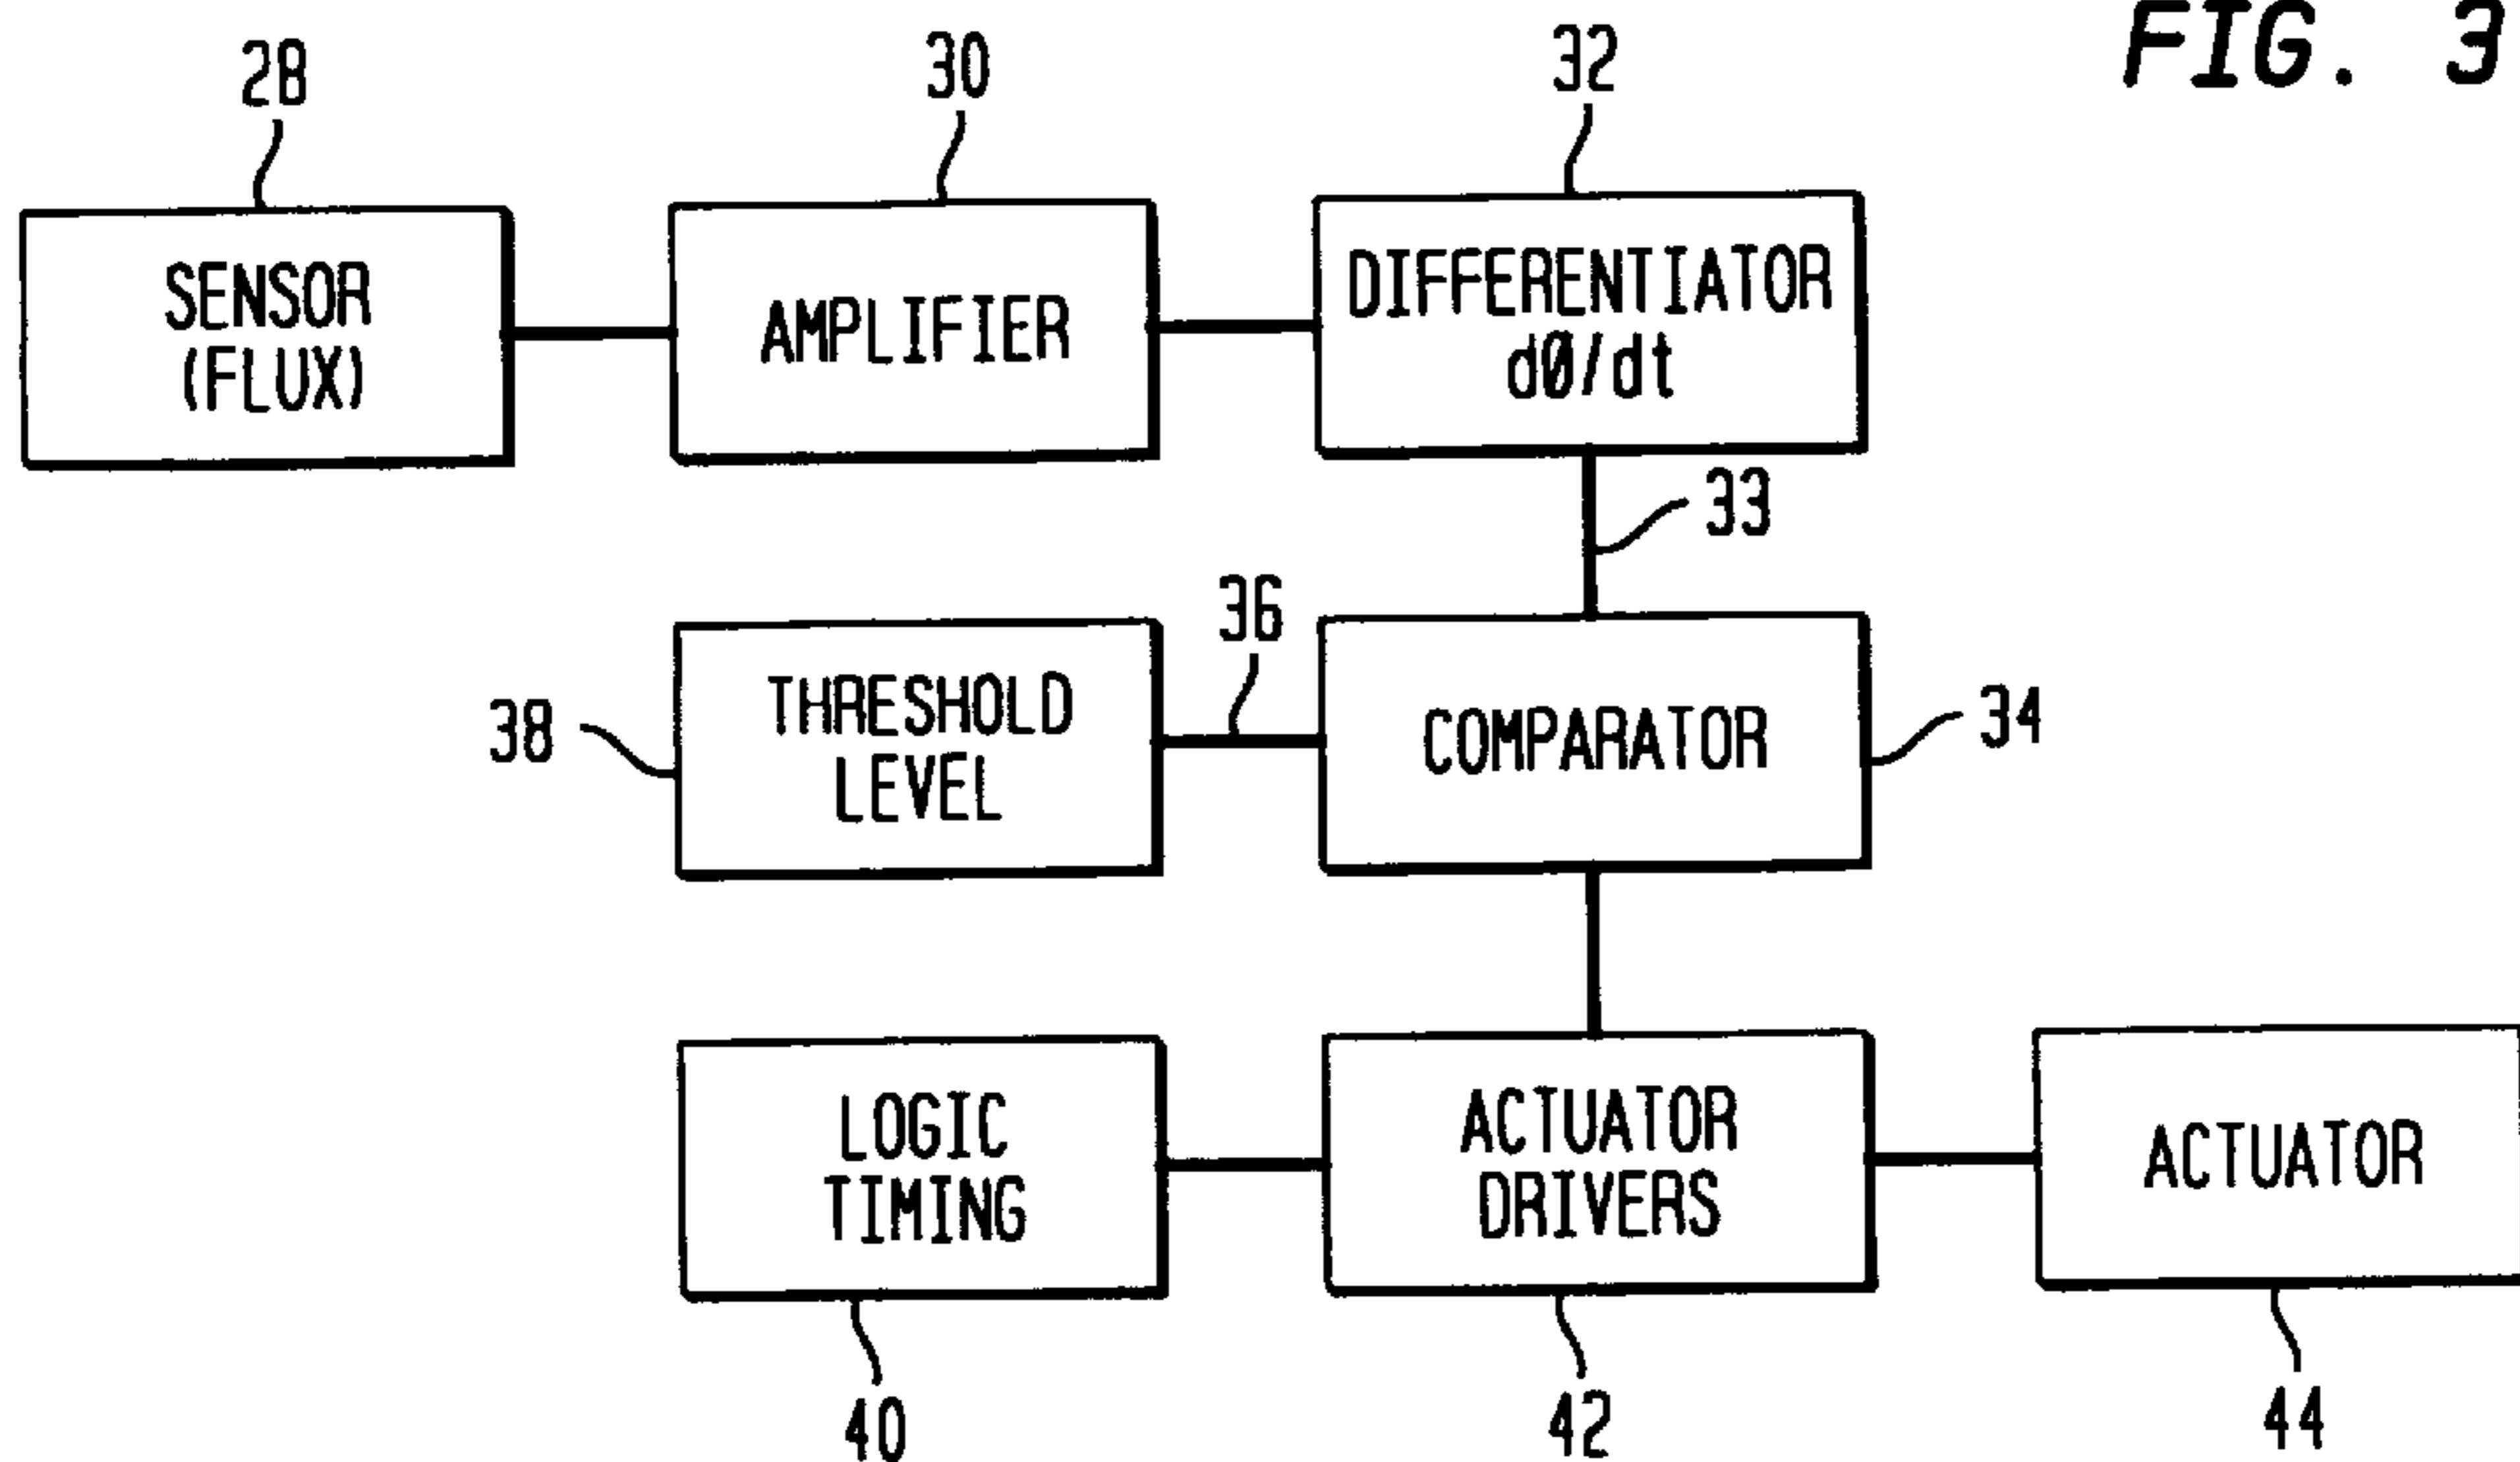 FIG. 3
28
30
32
SENSOR
(FLUX)
AMPLIFIER
DIFFERENTIATOR
dØ/dt
33
36
38
THRESHOLD
LEVEL
COMPARATOR
34
LOGIC
TIMING
ACTUATOR
DRIVERS
ACTUATOR
40
42
44